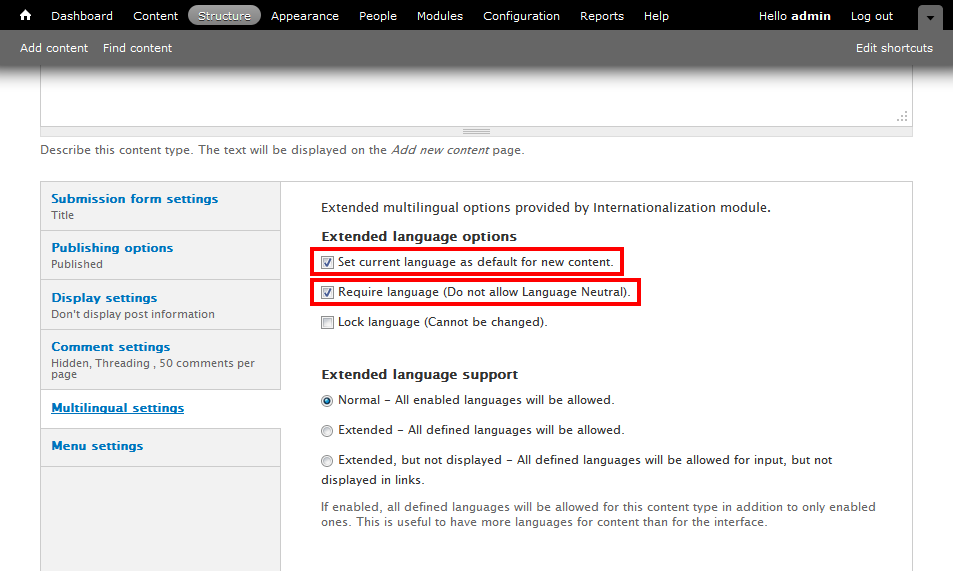 Dashboard Content Structure Appearance People Modules Configuration Reports Help Hello admin Log out
Add content Find content Edit shortcuts
Describe this content type. The text will be displayed on the Add new content page.
Submission form settings
Title
Publishing options
Published
Display settings
Don't display post information
Comment settings
Hidden, Threading , 50 comments per
page
Multilingual settings
Menu settings
Extended multilingual options provided by Internationalization module.
Extended language options
Set current language as default for new content.
Require language (Do not allow Language Neutral).
Lock language (Cannot be changed).
Extended language support
Normal - All enabled languages will be allowed.
Extended - All defined languages will be allowed.
Extended, but not displayed - All defined languages will be allowed for input, but not
displayed in links.
If enabled, all defined languages will be allowed for this content type in addition to only enabled
ones. This is useful to have more languages for content than for the interface.